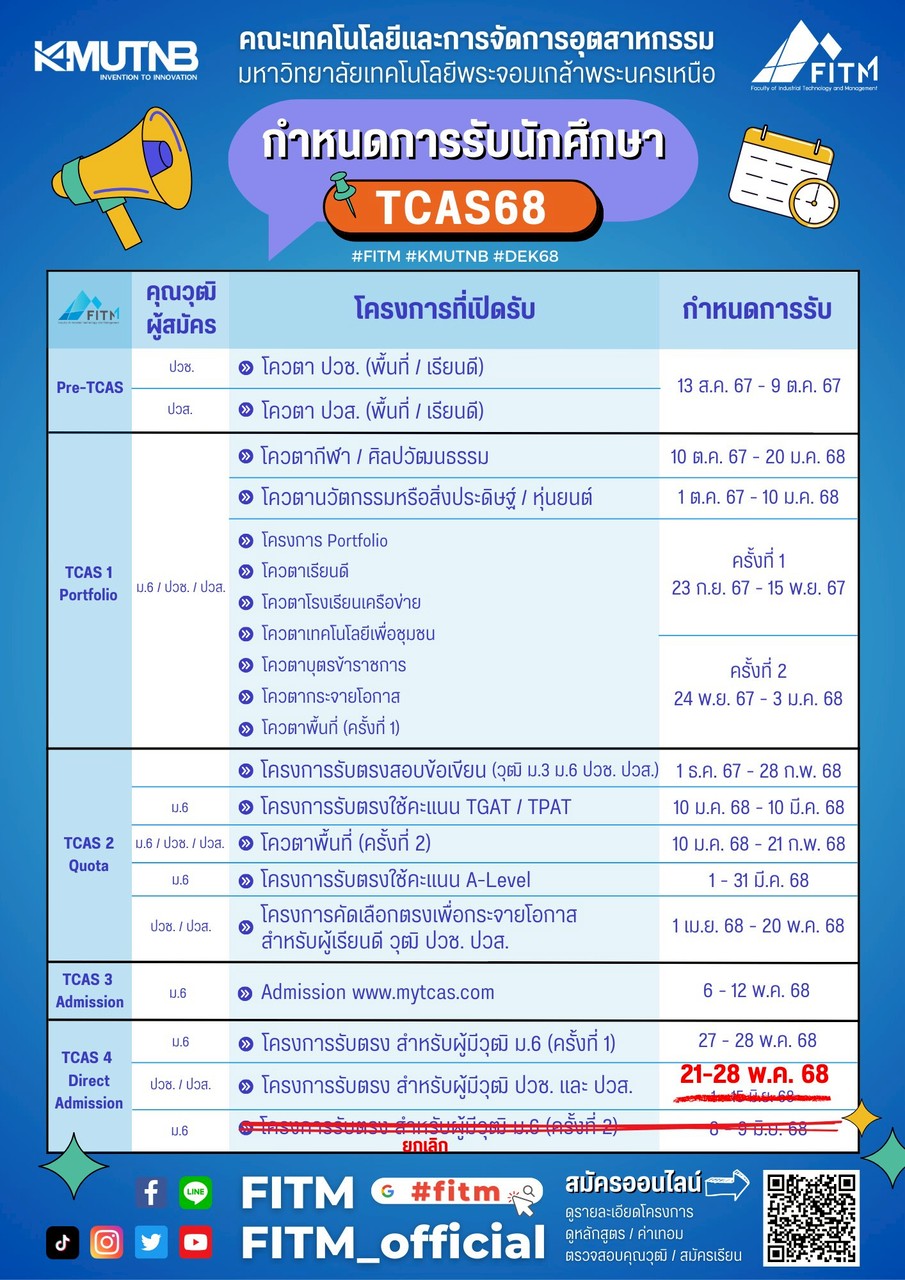 KMUTNB
INVENTION TO INNOVATION
คณะเทคโนโลยีและการจัดการอุตสาหกรรม
มหาวิทยาลัยเทคโนโลยีพระจอมเกล้าพระนครเหนือ
FITM
Faculty of Industrial Technology and Management
กำหนดการรับนักศึกษา
TCAS68
#FITM #KMUTNB #DEK68
FITM
คุณวุฒิ
ผู้สมัคร
โครงการที่เปิดรับ
กำหนดการรับ
Pre-TCAS
ปวช.
โควตา ปวช. (พื้นที่ / เรียนดี)
13 ส.ค. 67 - 9 ต.ค. 67
ปวส.
โควตา ปวส. (พื้นที่ / เรียนดี)
TCAS 1
Portfolio
ม.6 / ปวช. / ปวส.
โควตากีฬา / ศิลปวัฒนธรรม
10 ต.ค. 67 - 20 ม.ค. 68
โควตานวัตกรรมหรือสิ่งประดิษฐ์ / หุ่นยนต์
1 ต.ค. 67 - 10 ม.ค. 68
โครงการ Portfolio
โควตาเรียนดี
โควตาโรงเรียนเครือข่าย
โควตาเทคโนโลยีเพื่อชุมชน
โควตาบุตรข้าราชการ
โควตากระจายโอกาส
โควตาพื้นที่ (ครั้งที่ 1)
ครั้งที่ 1
23 ก.ย. 67 - 15 พ.ย. 67
ครั้งที่ 2
24 พ.ย. 67 - 3 ม.ค. 68
TCAS 2
Quota
โครงการรับตรงสอบข้อเขียน (วุฒิ ม.3 ม.6 ปวช. ปวส.)
1 ธ.ค. 67 - 28 ก.พ. 68
ม.6
โครงการรับตรงใช้คะแนน TGAT / TPAT
10 ม.ค. 68 - 10 มี.ค. 68
ม.6 / ปวช. / ปวส.
โควตาพื้นที่ (ครั้งที่ 2)
10 ม.ค. 68 - 21 ก.พ. 68
ม.6
โครงการรับตรงใช้คะแนน A-Level
1 - 31 มี.ค. 68
ปวช. / ปวส.
โครงการคัดเลือกตรงเพื่อกระจายโอกาส
สำหรับผู้เรียนดี วุฒิ ปวช. ปวส.
1 เม.ย. 68 - 20 พ.ค. 68
TCAS 3
Admission
ม.6
Admission www.mytcas.com
6 - 12 พ.ค. 68
TCAS 4
Direct
Admission
ม.6
โครงการรับตรง สำหรับผู้มีวุฒิ ม.6 (ครั้งที่ 1)
27 - 28 พ.ค. 68
ปวช. / ปวส.
โครงการรับตรง สำหรับผู้มีวุฒิ ปวช. และ ปวส.
21-28 พ.ค. 68
1 - 15 มิ.ย. 68
ม.6
โครงการรับตรง สำหรับผู้มีวุฒิ ม.6 (ครั้งที่ 2)
8 - 9 มิ.ย. 68
ยกเลิก
LINE
FITM
#fitm
FITM_official
สมัครออนไลน์
ดูรายละเอียดโครงการ
ดูหลักสูตร / ค่าเทอม
ตรวจสอบคุณวุฒิ / สมัครเรียน